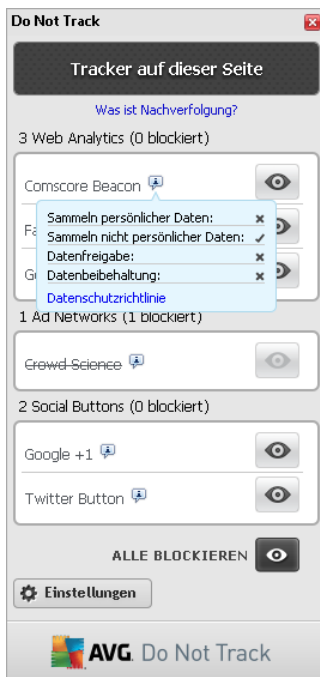 Do Not Track
Tracker auf dieser Seite
Was ist Nachverfolgung?
3 Web Analytics (0 blockiert)
Comscore Beacon
Sammeln persönlicher Daten:
Sammeln nicht persönlicher Daten:
Datenfreigabe:
Datenbeibehaltung:
Datenschutzrichtlinie
1 Ad Networks (1 blockiert)
Crowd Science
2 Social Buttons (0 blockiert)
Google +1
Twitter Button
ALLE BLOCKIEREN
Einstellungen
AVG. Do Not Track